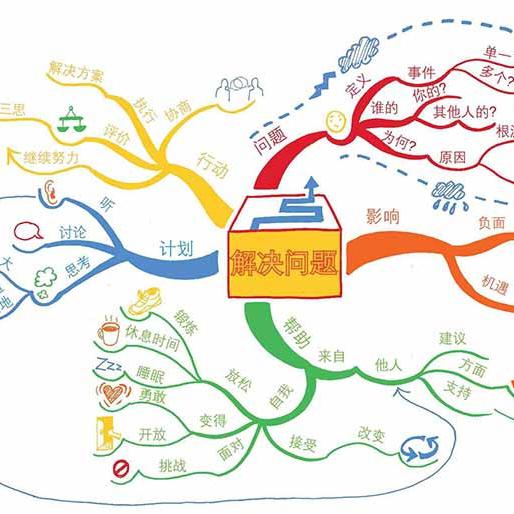 解决问题
问题
定义
事件
单一
多个?
谁的
你的?
其他人的?
为何?
原因
影响
负面
机遇
帮助
来自
他人
建议
方面
支持
自我
放松
锻炼
休息时间
睡眠
变得
勇敢
开放
面对
挑战
接受
改变
计划
听
讨论
思考
行动
协商
执行
解决方案
评价
三思
继续努力